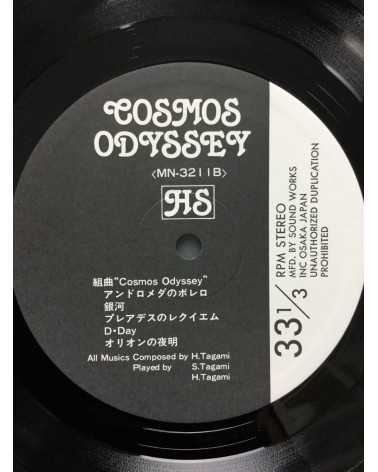 COSMOS
ODYSSEY
〈MN-3211B〉
HS
組曲"Cosmos Odyssey"
アンドロメダのボレロ
銀河
プレアデスのレクイエム
D・Day
オリオンの夜明
All Musics Composed by H.Tagami
Played by S.Tagami
H.Tagami
33 1/3
RPM STEREO
MFD. BY SOUND WORKS
INC OSAKA JAPAN
UNAUTHORIZED DUPLICATION
PROHIBITED